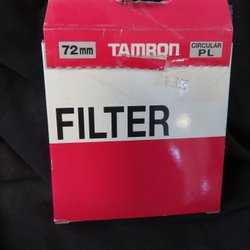 72mm TAMRON CIRCULAR PL
FILTER